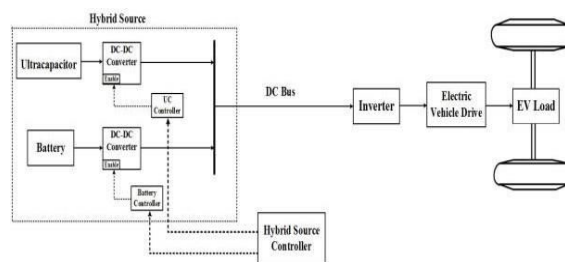 Hybrid Source
Ultracapacitor
DC-DC
Converter
Enable
UC
Controller
DC Bus
Battery
DC-DC
Converter
Enable
Battery
Controller
Inverter
Electric
Vehicle Drive
EV Load
Hybrid Source
Controller